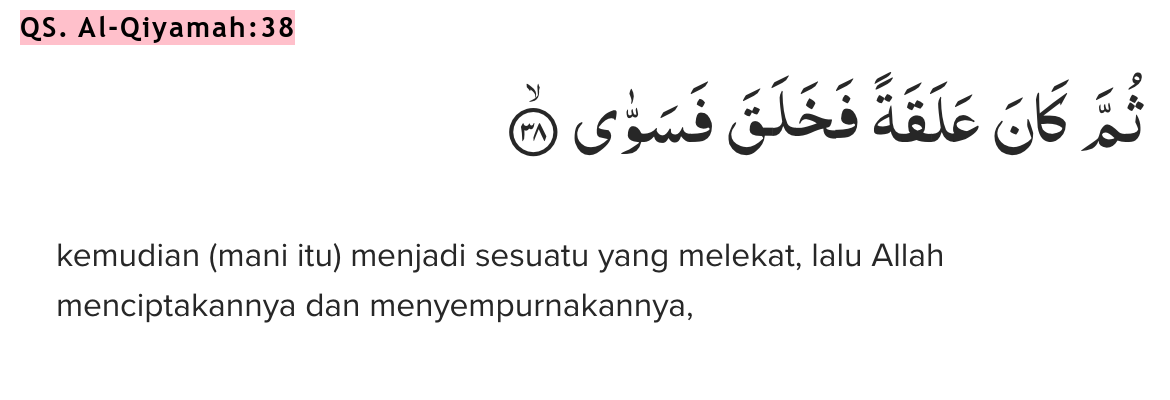 QS. Al-Qiyamah:38
ثُمَّ كَانَ عَلَقَةً فَخَلَقَ فَسَوّٰى ۙ ٣٨
kemudian (mani itu) menjadi sesuatu yang melekat, lalu Allah
menciptakannya dan menyempurnakannya,